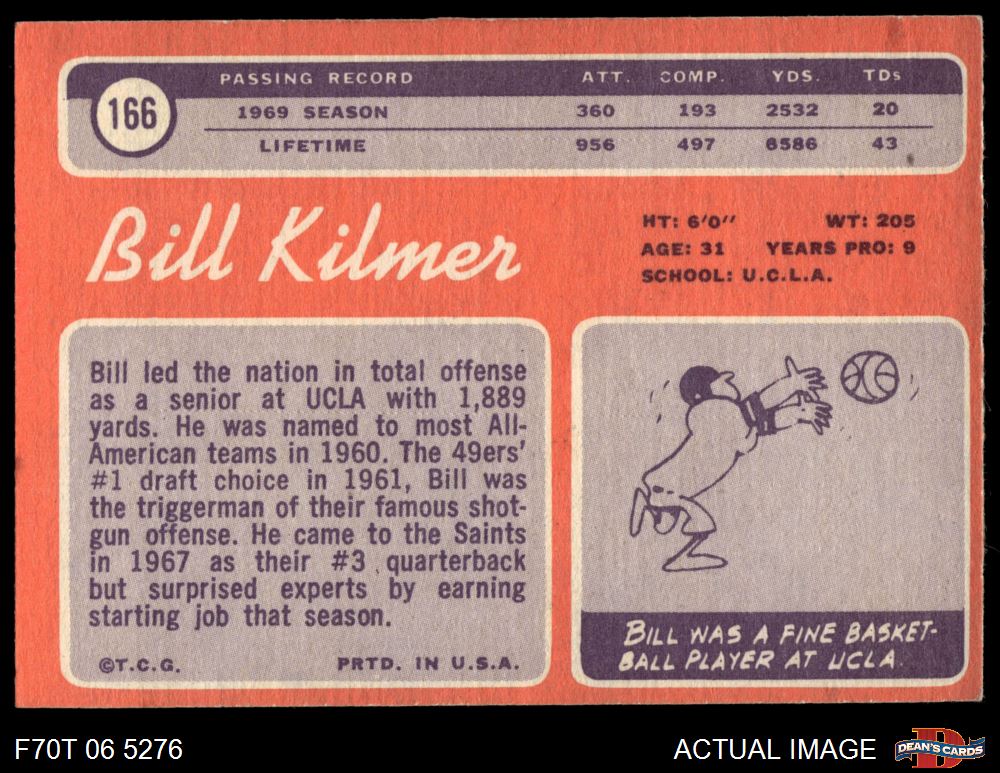 166
PASSING RECORD ATT. COMP. YDS. TDs
1969 SEASON 360 193 2532 20
LIFETIME 956 497 6586 43
Bill Kilmer
HT: 6'0" WT: 205
AGE: 31 YEARS PRO: 9
SCHOOL: U.C.L.A.
Bill led the nation in total offense
as a senior at UCLA with 1,889
yards. He was named to most All-
American teams in 1960. The 49ers'
#1 draft choice in 1961, Bill was
the triggerman of their famous shot-
gun offense. He came to the Saints
in 1967 as their #3 quarterback
but surprised experts by earning
starting job that season.
©T.C.G. PRTD. IN U.S.A.
BILL WAS A FINE BASKET-
BALL PLAYER AT UCLA.
F70T 06 5276 ACTUAL IMAGE
D
DEAN'S CARDS